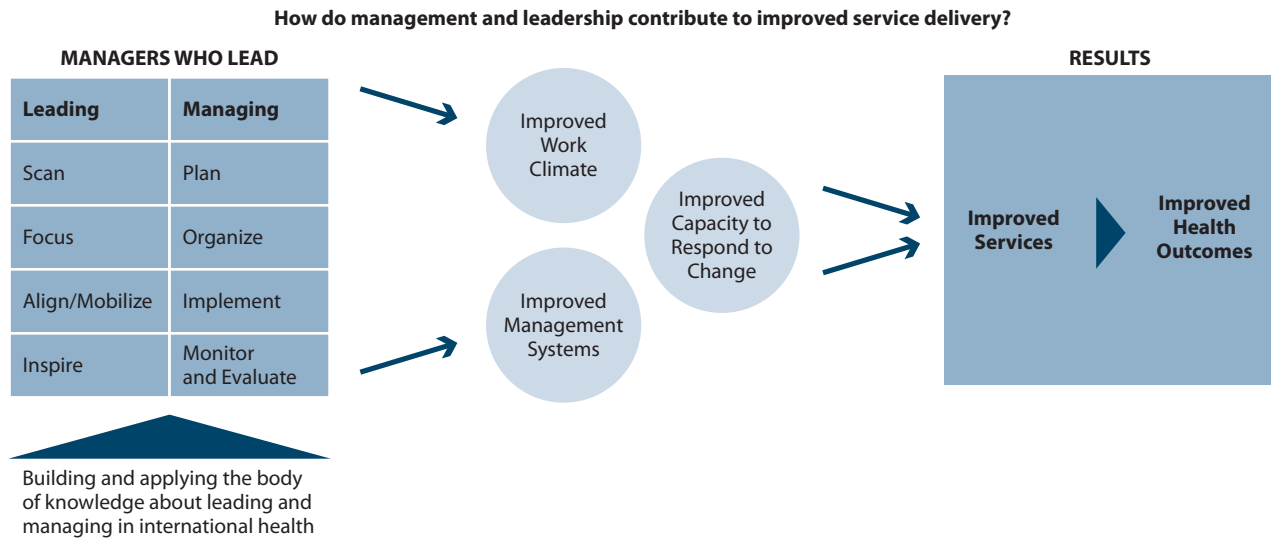 How do management and leadership contribute to improved service delivery?
MANAGERS WHO LEAD
Leading
Managing
Scan
Plan
Focus
Organize
Align/Mobilize
Implement
Inspire
Monitor
and Evaluate
Building and applying the body
of knowledge about leading and
managing in international health
Improved
Work
Climate
Improved
Management
Systems
Improved
Capacity to
Respond to
Change
RESULTS
Improved
Services
Improved
Health
Outcomes